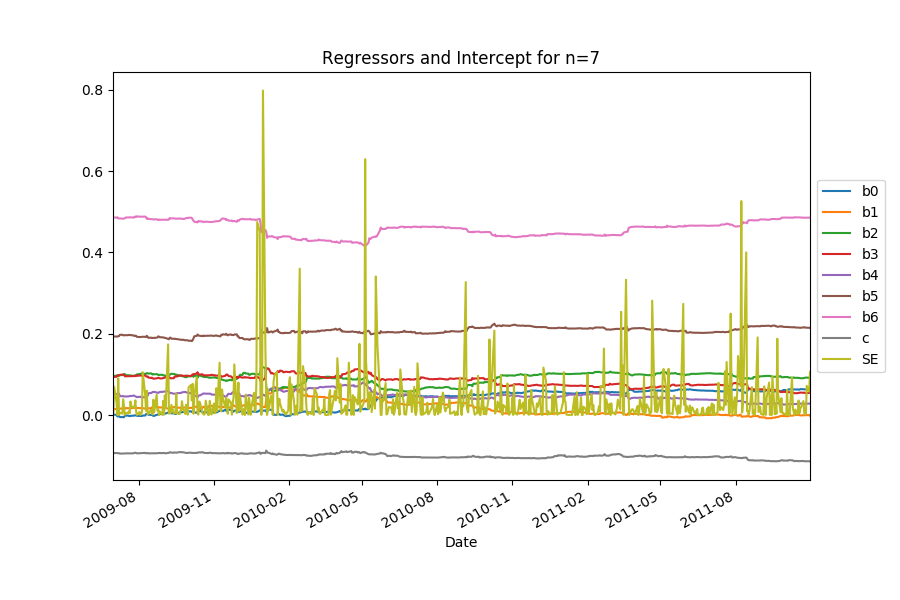 Regressors and Intercept for n=7
0.8
0.6
0.4
0.2
0.0
2009-08
2009-11
2010-02
2010-05
2010-08
2010-11
2011-02
2011-05
2011-08
Date
b0
b1
b2
b3
b4
b5
b6
c
SE